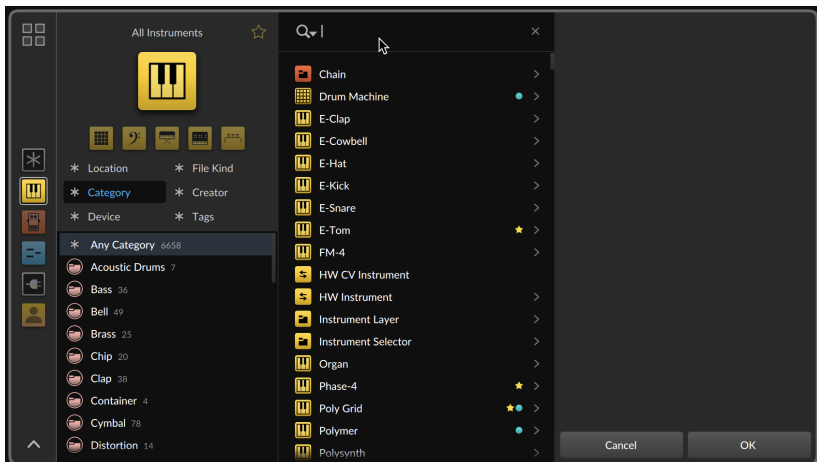 All Instruments
Location
File Kind
Category
Creator
Device
Tags
Any Category 6658
Acoustic Drums 7
Bass 36
Bell 49
Brass 25
Chip 20
Clap 38
Container 4
Cymbal 78
Distortion 14
Chain
Drum Machine
E-Clap
E-Cowbell
E-Hat
E-Kick
E-Snare
E-Tom
FM-4
HW CV Instrument
HW Instrument
Instrument Layer
Instrument Selector
Organ
Phase-4
Poly Grid
Polymer
Polysynth
Cancel
OK